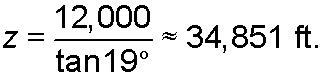 z = 12,000 / tan19° ≈ 34,851 ft.